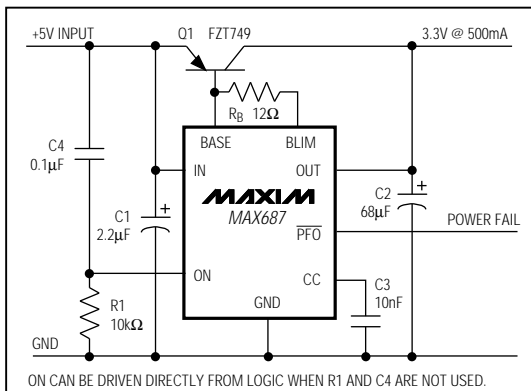 +5V INPUT
Q1
FZT749
3.3V @ 500mA
RB 12Ω
C4
0.1µF
BASE
BLIM
IN
OUT
MAXIM
MAX687
C1
2.2µF
+
C2
68µF
+
PFO
POWER FAIL
ON
CC
C3
10nF
R1
10kΩ
GND
GND
ON CAN BE DRIVEN DIRECTLY FROM LOGIC WHEN R1 AND C4 ARE NOT USED.